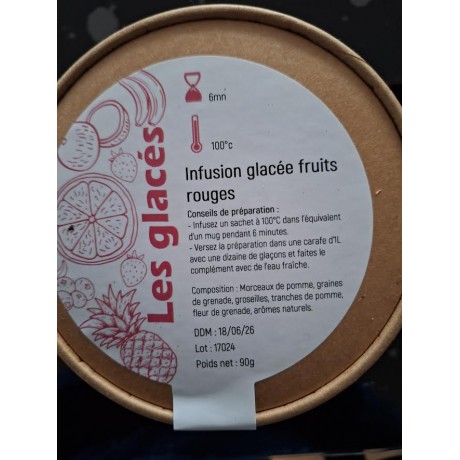 Les glacés
6mn
100°c
Infusion glacée fruits
rouges
Conseils de préparation :
- Infusez un sachet à 100°C dans l'équivalent
d'un mug pendant 6 minutes.
- Versez la préparation dans une carafe d'1L
avec une dizaine de glaçons et faites le
complément avec de l'eau fraîche.
Composition : Morceaux de pomme, graines
de grenade, groseilles, tranches de pomme,
fleur de grenade, arômes naturels.
DDM : 18/06/26
Lot : 17024
Poids net : 90g